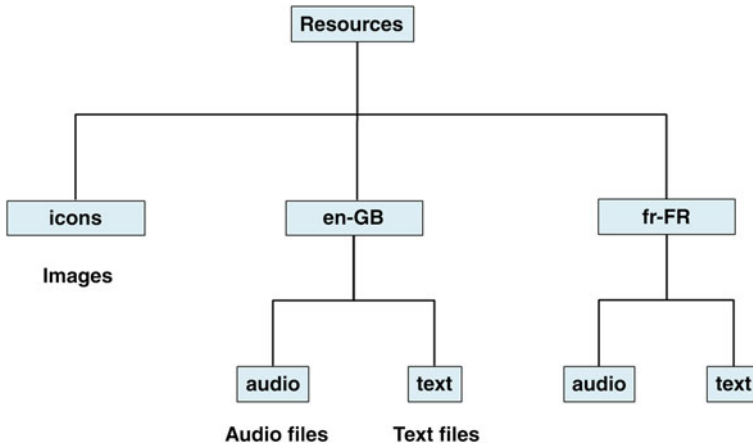 Resources
icons
en-GB
fr-FR
Images
audio
text
audio
text
Audio files
Text files